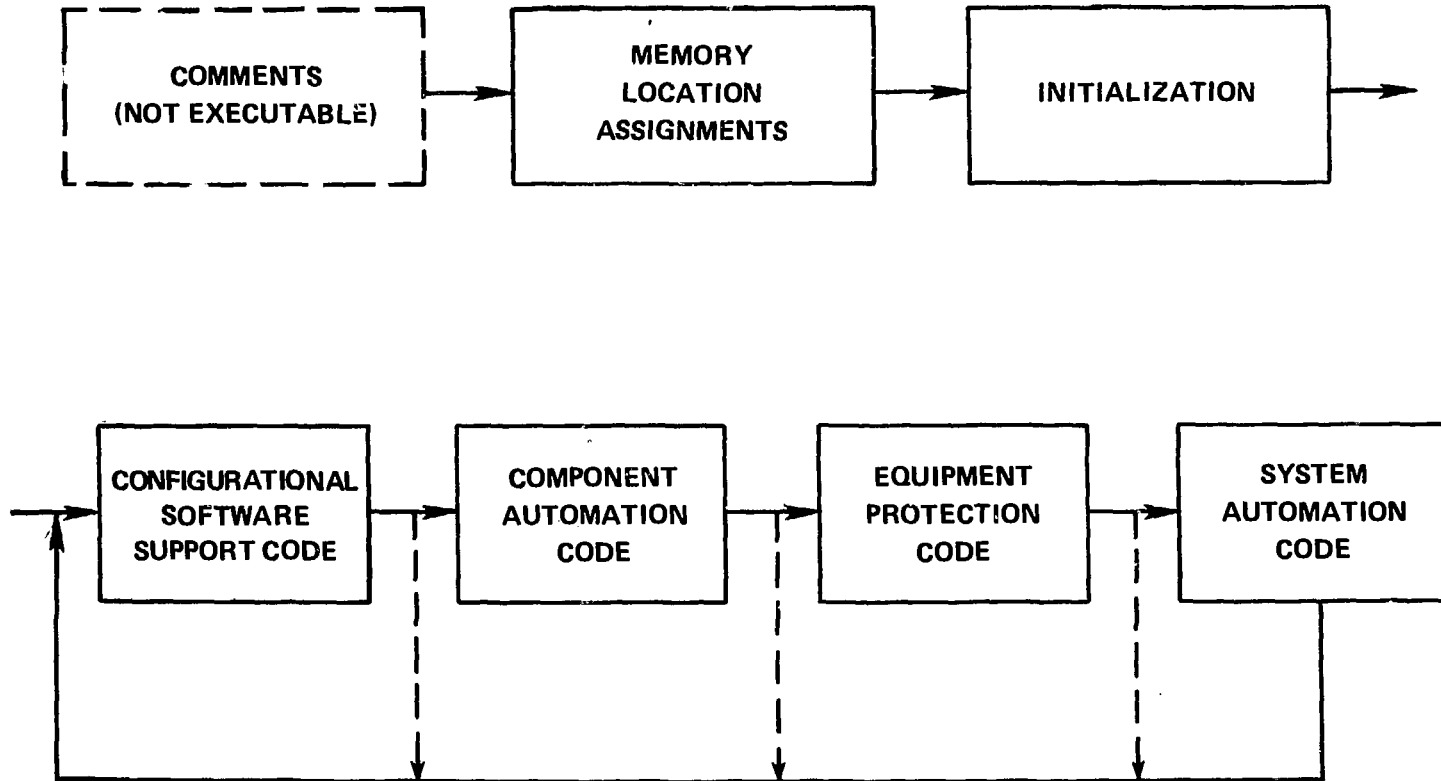 COMMENTS
(NOT EXECUTABLE)
MEMORY
LOCATION
ASSIGNMENTS
INITIALIZATION
CONFIGURATIONAL
SOFTWARE
SUPPORT CODE
COMPONENT
AUTOMATION
CODE
EQUIPMENT
PROTECTION
CODE
SYSTEM
AUTOMATION
CODE